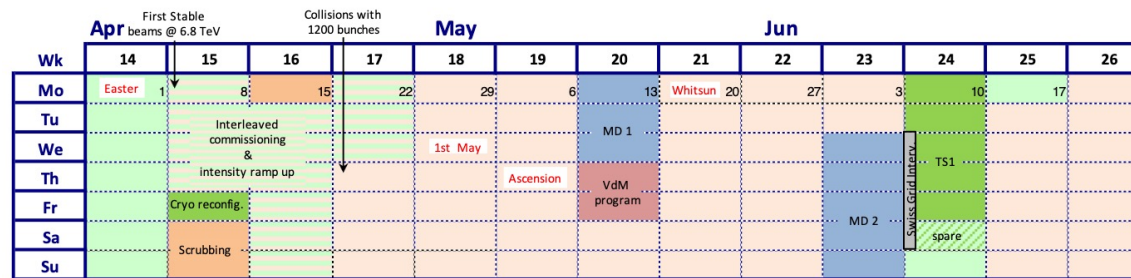 First Stable
beams @ 6.8 TeV
Collisions with
1200 bunches
Apr May Jun
Wk 14 15 16 17 18 19 20 21 22 23 24 25 26
Mo Easter 1 8 15 22 29 6 13 Whitsun 20 27 3 10 17
Tu
We
Th
Fr
Sa
Su
Interleaved
commissioning
&
intensity ramp up
1st May
Ascension
MD 1
VdM
program
Cryo reconfig.
Scrubbing
MD 2
Swiss Grid Interv.
TS1
spare